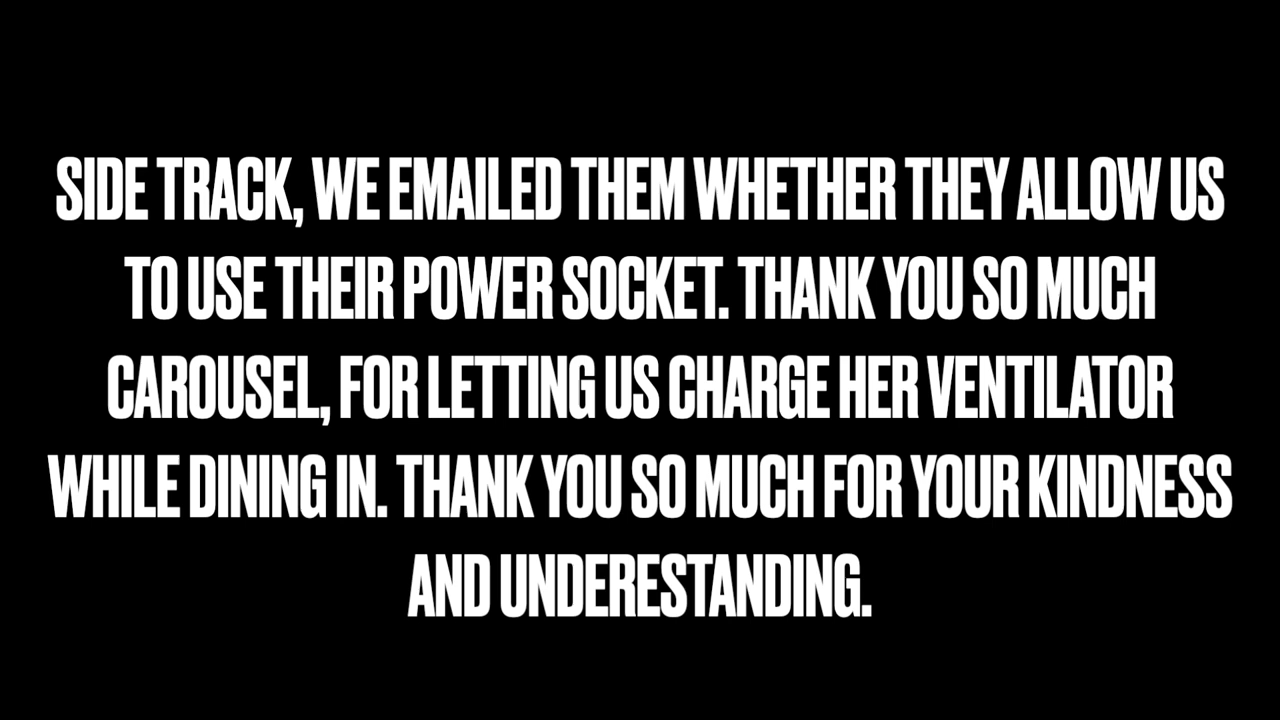 SIDE TRACK, WE EMAILED THEM WHETHER THEY ALLOW US
TO USE THEIR POWER SOCKET. THANK YOU SO MUCH
CAROUSEL, FOR LETTING US CHARGE HER VENTILATOR
WHILE DINING IN. THANK YOU SO MUCH FOR YOUR KINDNESS
AND UNDERESTANDING.